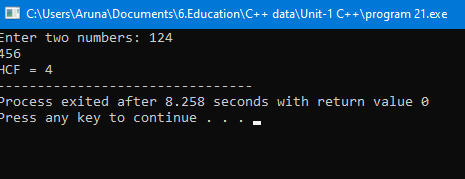 C:\Users\Aruna\Documents\6.Education\C++ data\Unit-1 C++\program 21.exe
Enter two numbers: 124
456
HCF = 4
--------------------------------
Process exited after 8.258 seconds with return value 0
Press any key to continue . . .